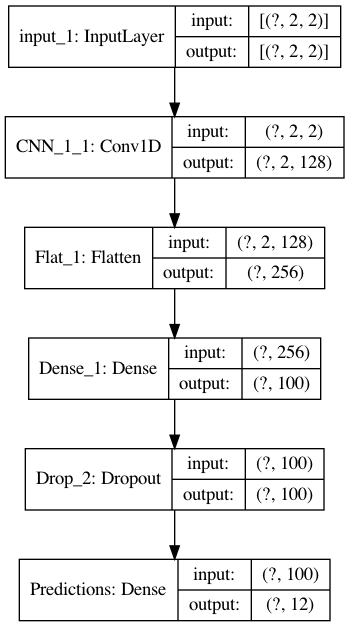 input_1: InputLayer
input: [(?, 2, 2)]
output: [(?, 2, 2)]
CNN_1_1: Conv1D
input: (?, 2, 2)
output: (?, 2, 128)
Flat_1: Flatten
input: (?, 2, 128)
output: (?, 256)
Dense_1: Dense
input: (?, 256)
output: (?, 100)
Drop_2: Dropout
input: (?, 100)
output: (?, 100)
Predictions: Dense
input: (?, 100)
output: (?, 12)